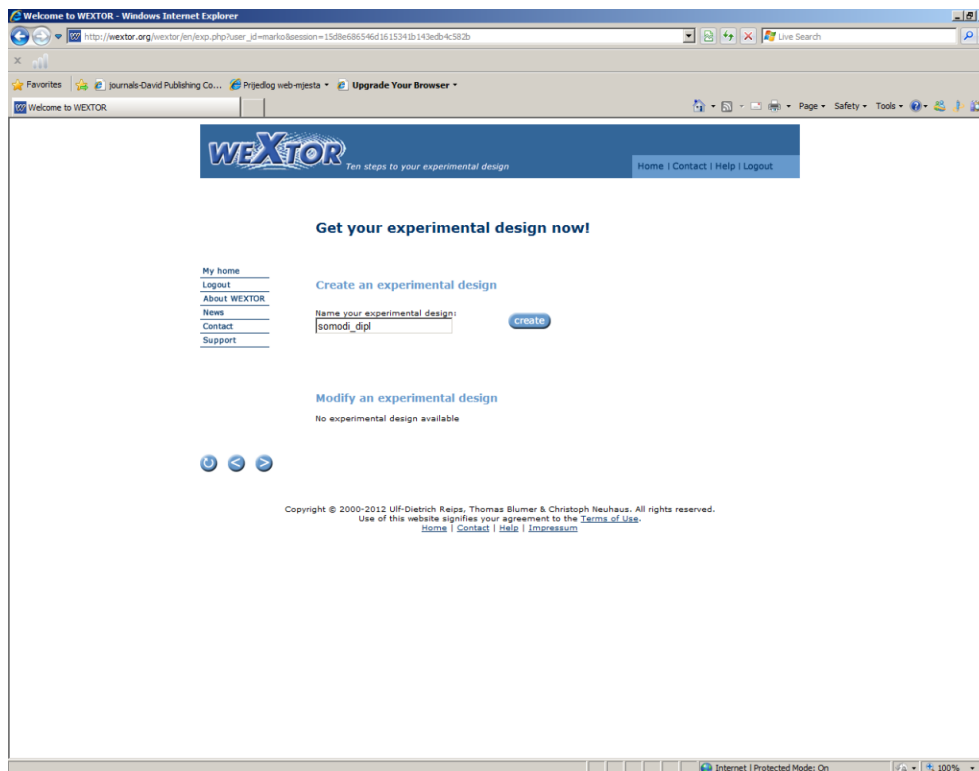 Welcome to WEXTOR - Windows Internet Explorer
http://wextor.org/wextor/en/exp.php?user_id=marko&session=15d8e686546d1615341b143edb4c582b
Live Search
x
Favorites journals-David Publishing Co... Prijedlog web-mjesta Upgrade Your Browser
Welcome to WEXTOR
Page Safety Tools
WEXTOR
Ten steps to your experimental design
Home | Contact | Help | Logout
Get your experimental design now!
My home
Logout
About WEXTOR
News
Contact
Support
Create an experimental design
Name your experimental design:
somodi_dipl
create
Modify an experimental design
No experimental design available
Copyright © 2000-2012 Ulf-Dietrich Reips, Thomas Blumer & Christoph Neuhaus. All rights reserved.
Use of this website signifies your agreement to the Terms of Use.
Home | Contact | Help | Impressum
Internet | Protected Mode: On
100%